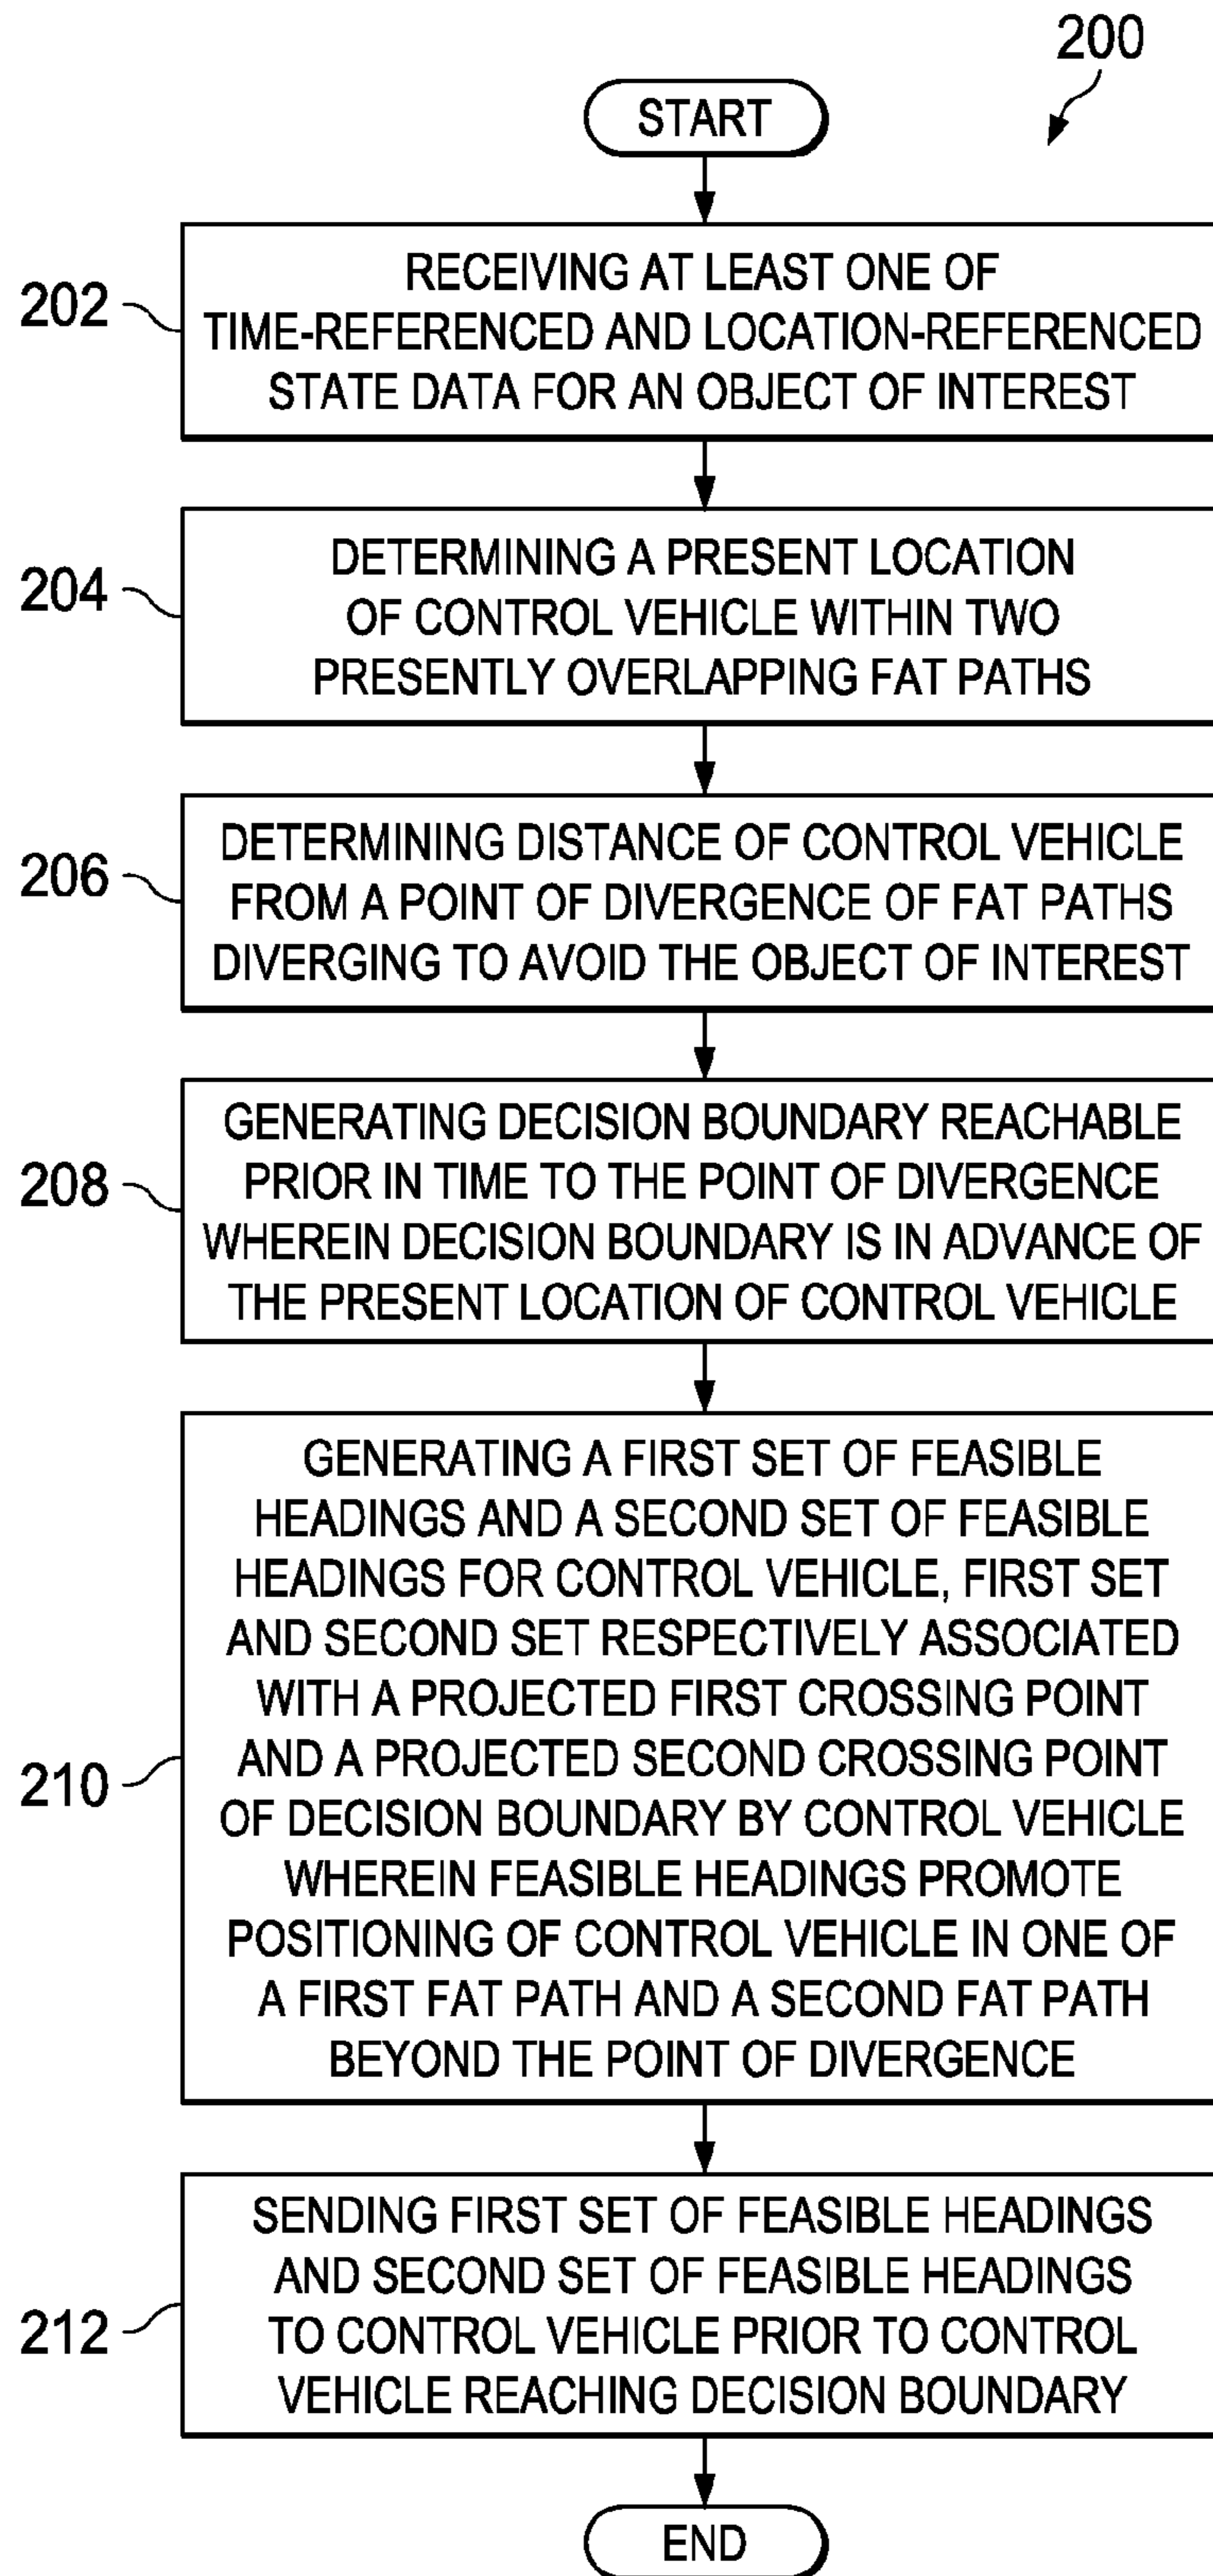 200
START
202
RECEIVING AT LEAST ONE OF
TIME-REFERENCED AND LOCATION-REFERENCED
STATE DATA FOR AN OBJECT OF INTEREST
204
DETERMINING A PRESENT LOCATION
OF CONTROL VEHICLE WITHIN TWO
PRESENTLY OVERLAPPING FAT PATHS
206
DETERMINING DISTANCE OF CONTROL VEHICLE
FROM A POINT OF DIVERGENCE OF FAT PATHS
DIVERGING TO AVOID THE OBJECT OF INTEREST
208
GENERATING DECISION BOUNDARY REACHABLE
PRIOR IN TIME TO THE POINT OF DIVERGENCE
WHEREIN DECISION BOUNDARY IS IN ADVANCE OF
THE PRESENT LOCATION OF CONTROL VEHICLE
210
GENERATING A FIRST SET OF FEASIBLE
HEADINGS AND A SECOND SET OF FEASIBLE
HEADINGS FOR CONTROL VEHICLE, FIRST SET
AND SECOND SET RESPECTIVELY ASSOCIATED
WITH A PROJECTED FIRST CROSSING POINT
AND A PROJECTED SECOND CROSSING POINT
OF DECISION BOUNDARY BY CONTROL VEHICLE
WHEREIN FEASIBLE HEADINGS PROMOTE
POSITIONING OF CONTROL VEHICLE IN ONE OF
A FIRST FAT PATH AND A SECOND FAT PATH
BEYOND THE POINT OF DIVERGENCE
212
SENDING FIRST SET OF FEASIBLE HEADINGS
AND SECOND SET OF FEASIBLE HEADINGS
TO CONTROL VEHICLE PRIOR TO CONTROL
VEHICLE REACHING DECISION BOUNDARY
END